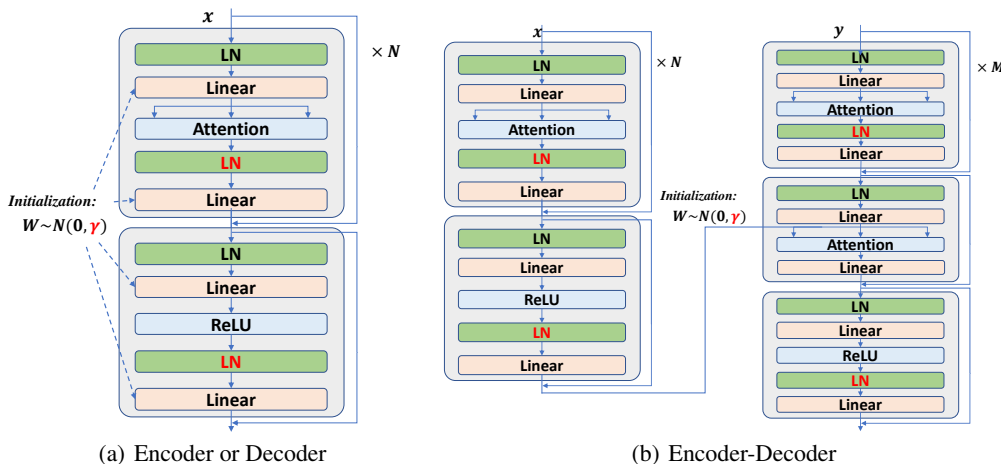 x
× N
LN
Linear
Attention
LN
Linear
Initialization:
W~N(0, γ)
LN
Linear
ReLU
LN
Linear
(a) Encoder or Decoder
x
× N
LN
Linear
Attention
LN
Linear
LN
Linear
ReLU
LN
Linear
Initialization:
W~N(0, γ)
y
× M
LN
Linear
Attention
LN
Linear
LN
Linear
Attention
Linear
LN
Linear
ReLU
LN
Linear
(b) Encoder-Decoder